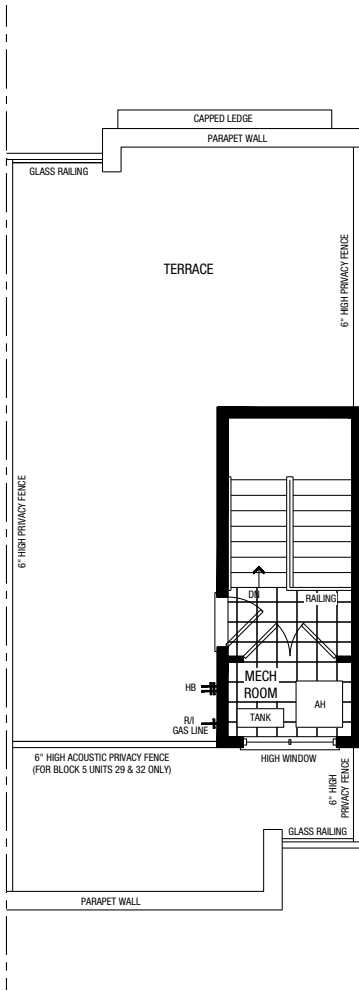 CAPPED LEDGE
PARAPET WALL
GLASS RAILING
TERRACE
6" HIGH PRIVACY FENCE
6" HIGH PRIVACY FENCE
DN
RAILING
MECH
ROOM
HB
AH
R/I
GAS LINE
TANK
6" HIGH ACOUSTIC PRIVACY FENCE
(FOR BLOCK 5 UNITS 29 & 32 ONLY)
HIGH WINDOW
6" HIGH
PRIVACY FENCE
GLASS RAILING
PARAPET WALL